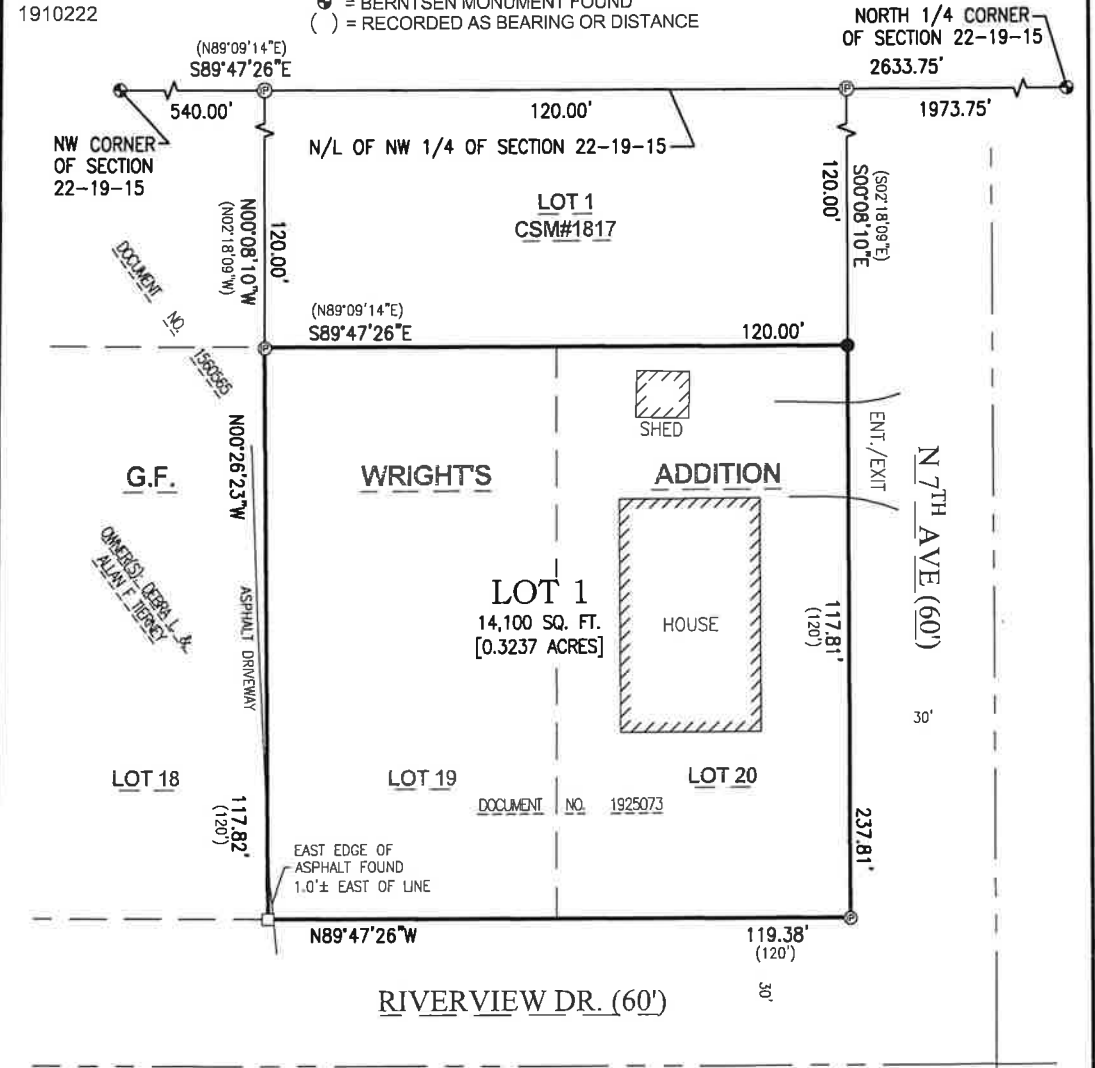 1910222
= BERNTSEN MONUMENT FOUND
( ) = RECORDED AS BEARING OR DISTANCE
NORTH 1/4 CORNER
OF SECTION 22-19-15
2633.75'
(N89°09'14"E)
S89°47'26"E
540.00'
120.00'
1973.75'
NW CORNER
OF SECTION
22-19-15
N/L OF NW 1/4 OF SECTION 22-19-15
LOT 1
CSM#1817
120.00'
N00°08'10"W
(N02°18'09"W)
(S02°18'09"E)
S00°08'10"E
120.00'
DOCUMENT NO. 1560565
(N89°09'14"E)
S89°47'26"E
120.00'
SHED
ENT./EXIT
N00°26'23"W
G.F.
WRIGHT'S
ADDITION
N 7TH AVE (60')
OWNER(S): DEBRA L. &
ALLAN F. TIERNEY
ASPHALT DRIVEWAY
LOT 1
14,100 SQ. FT.
[0.3237 ACRES]
HOUSE
117.81'
(120')
30'
LOT 18
LOT 19
LOT 20
DOCUMENT NO. 1925073
117.82'
(120')
237.81'
EAST EDGE OF
ASPHALT FOUND
1.0'± EAST OF LINE
N89°47'26"W
119.38'
(120')
30'
RIVERVIEW DR. (60')